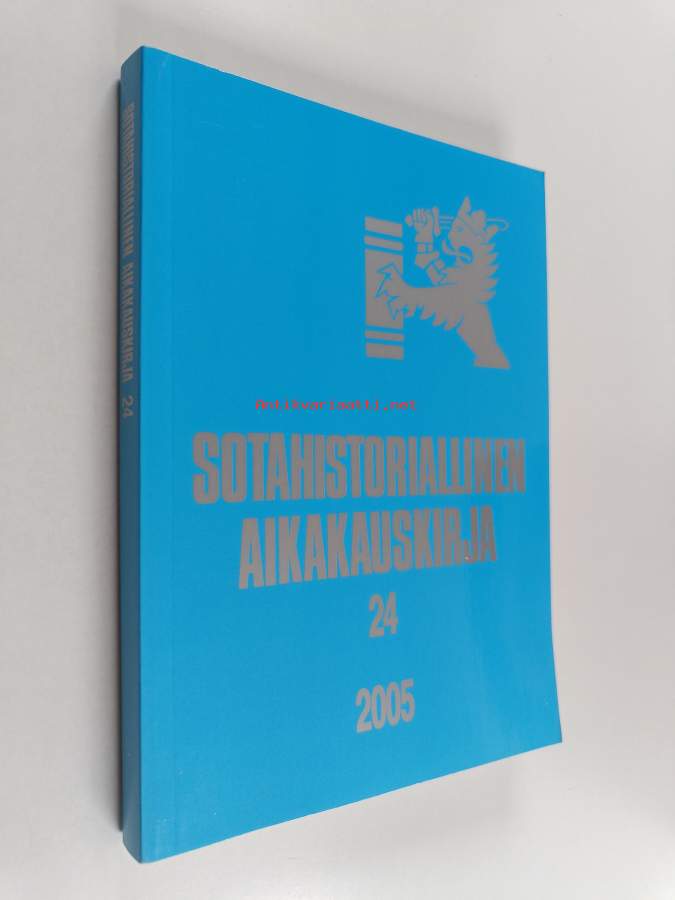 SOTAHISTORIALLINEN AIKAKAUSKIRJA 24
Antikvariaatti.net
SOTAHISTORIALLINEN
AIKAKAUSKIRJA
24
2005